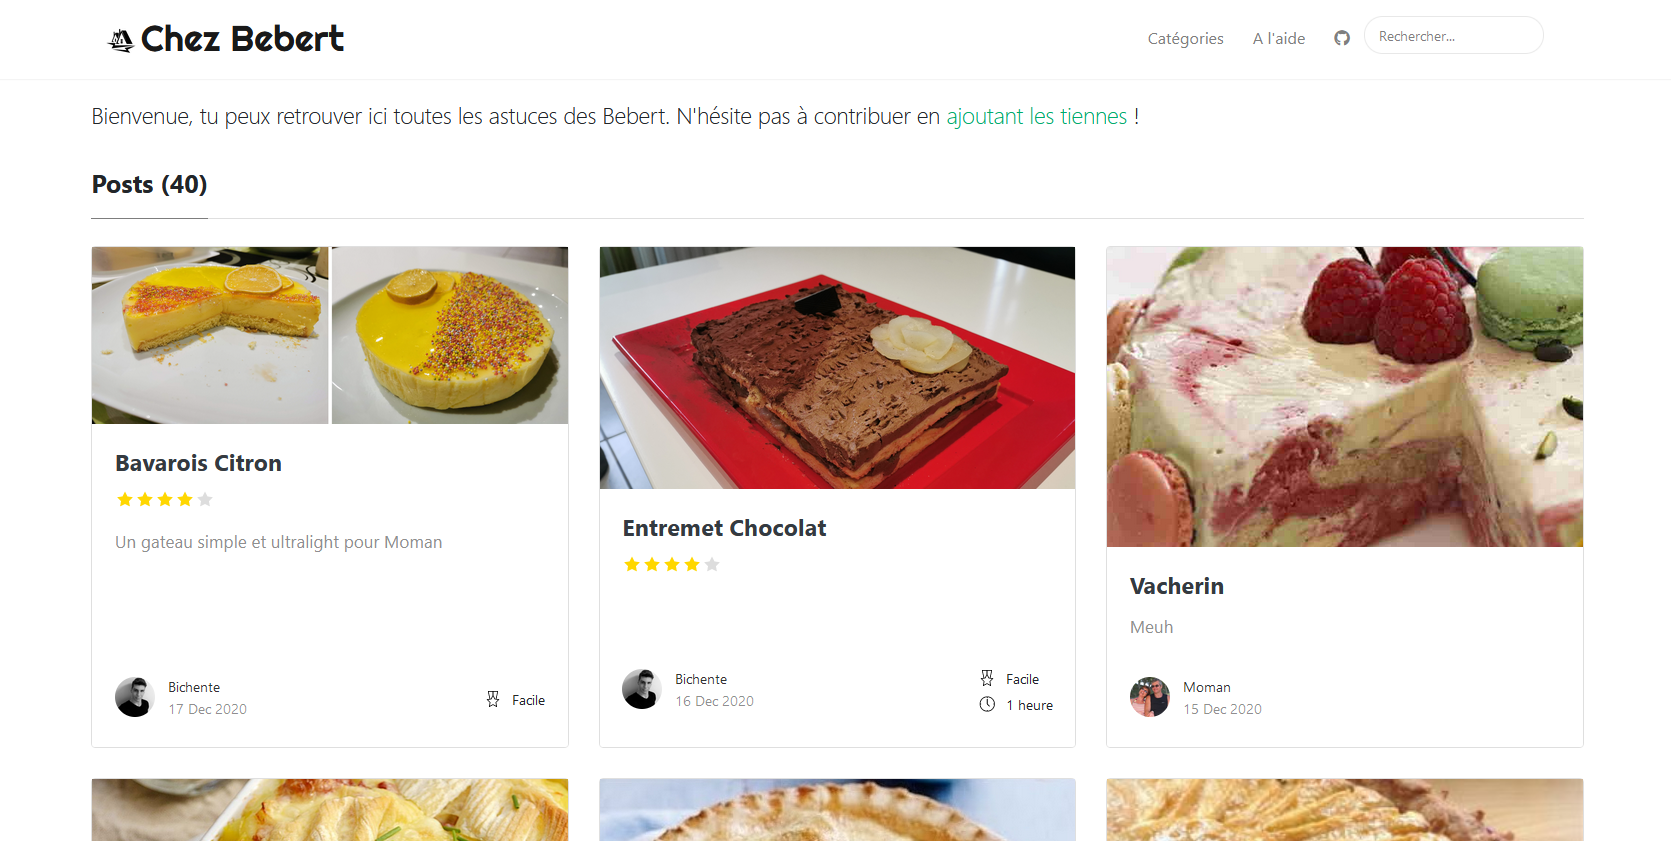 Chez Bebert
Catégories
A l'aide
Rechercher...
Bienvenue, tu peux retrouver ici toutes les astuces des Bebert. N'hésite pas à contribuer en ajoutant les tiennes !
Posts (40)
Bavarois Citron
Un gateau simple et ultralight pour Moman
Bichente
17 Dec 2020
Facile
Entremet Chocolat
Bichente
16 Dec 2020
Facile
1 heure
Vacherin
Meuh
Moman
15 Dec 2020